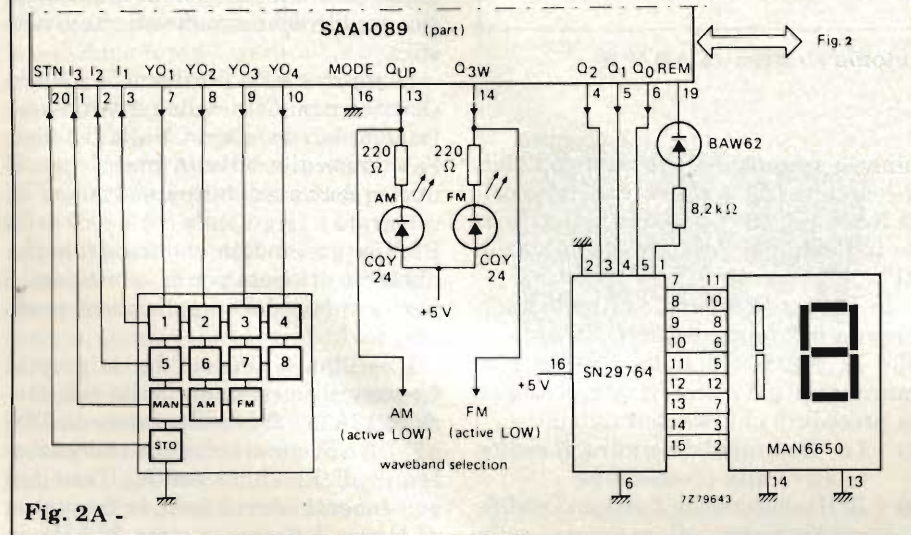 SAA1089 (part)
Fig. 2
STN I3 I2 I1 YO1 YO2 YO3 YO4 MODE QUP Q3W Q2 Q1 Q0 REM
20 1 2 3 7 8 9 10 16 13 14 4 5 6 19
220 Ω 220 Ω
BAW62
AM FM
8,2 kΩ
CQY 24 CQY 24
+5 V
2 3 4 5 1
7 11
8 10
9 8
10 6
11 5
12 12
13 7
14 3
15 2
1 2 3 4
5 6 7 8
MAN AM FM
STO
16
+5 V
SN29764
MAN6650
AM FM
(active LOW) (active LOW)
waveband selection
6
7Z79643
14 13
Fig. 2A -